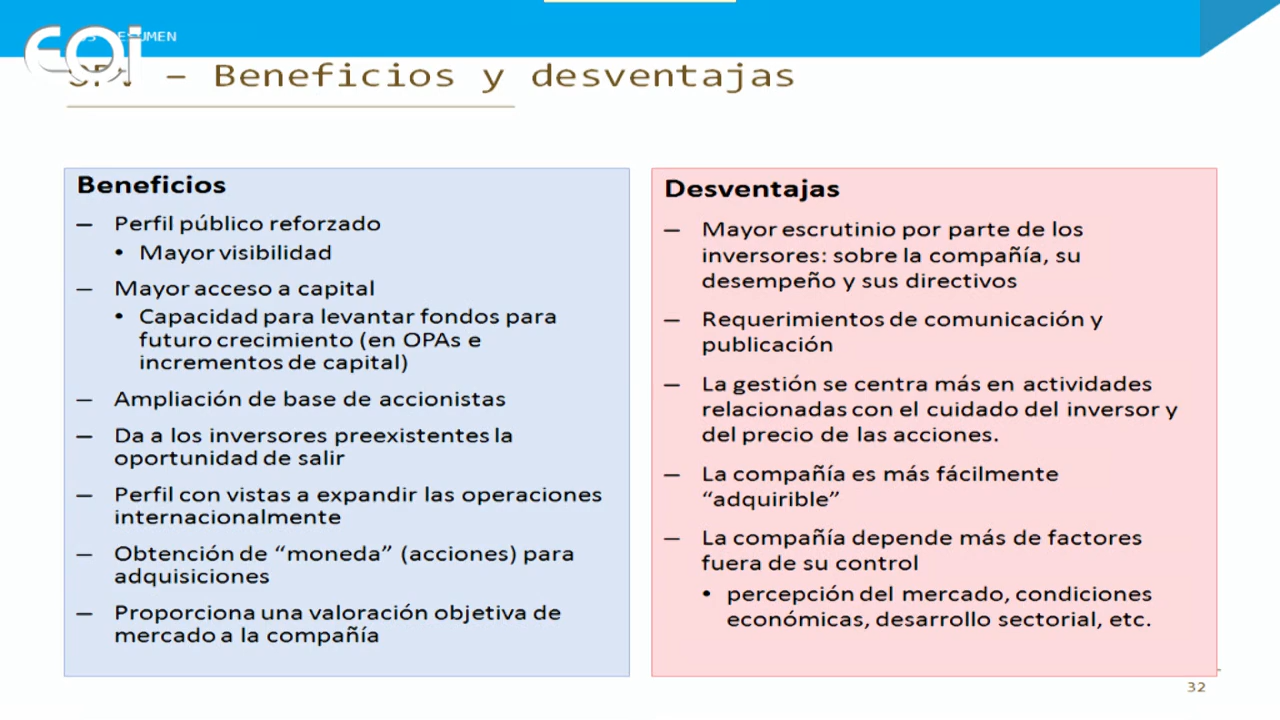 EOI
– Beneficios y desventajas
Beneficios
– Perfil público reforzado
• Mayor visibilidad
– Mayor acceso a capital
• Capacidad para levantar fondos para
futuro crecimiento (en OPAs e
incrementos de capital)
– Ampliación de base de accionistas
– Da a los inversores preexistentes la
oportunidad de salir
– Perfil con vistas a expandir las operaciones
internacionalmente
– Obtención de “moneda” (acciones) para
adquisiciones
– Proporciona una valoración objetiva de
mercado a la compañía
Desventajas
– Mayor escrutinio por parte de los
inversores: sobre la compañía, su
desempeño y sus directivos
– Requerimientos de comunicación y
publicación
– La gestión se centra más en actividades
relacionadas con el cuidado del inversor y
del precio de las acciones.
– La compañía es más fácilmente
“adquirible”
– La compañía depende más de factores
fuera de su control
• percepción del mercado, condiciones
económicas, desarrollo sectorial, etc.
32